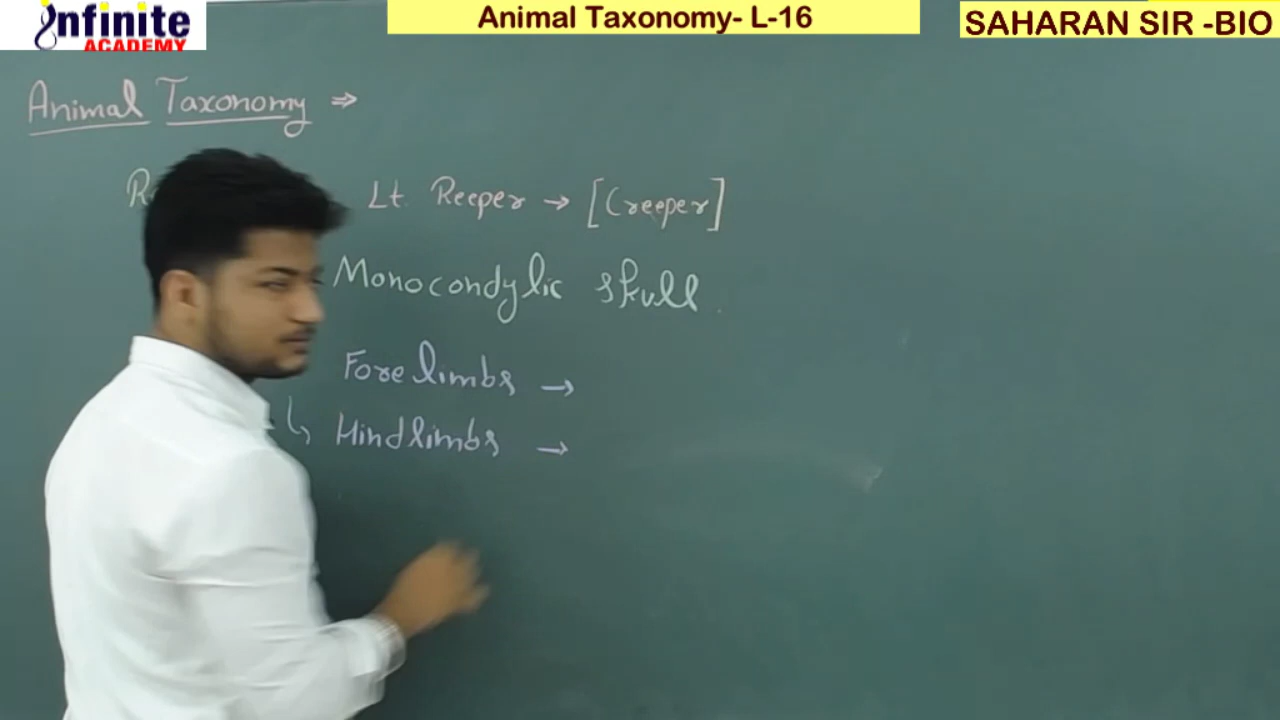 infinite
ACADEMY
Animal Taxonomy- L-16
SAHARAN SIR -BIO
Animal Taxonomy ⇒
Lt. Reeper → [Creeper]
Monocondylic skull.
Forelimbs →
↳ Hindlimbs →